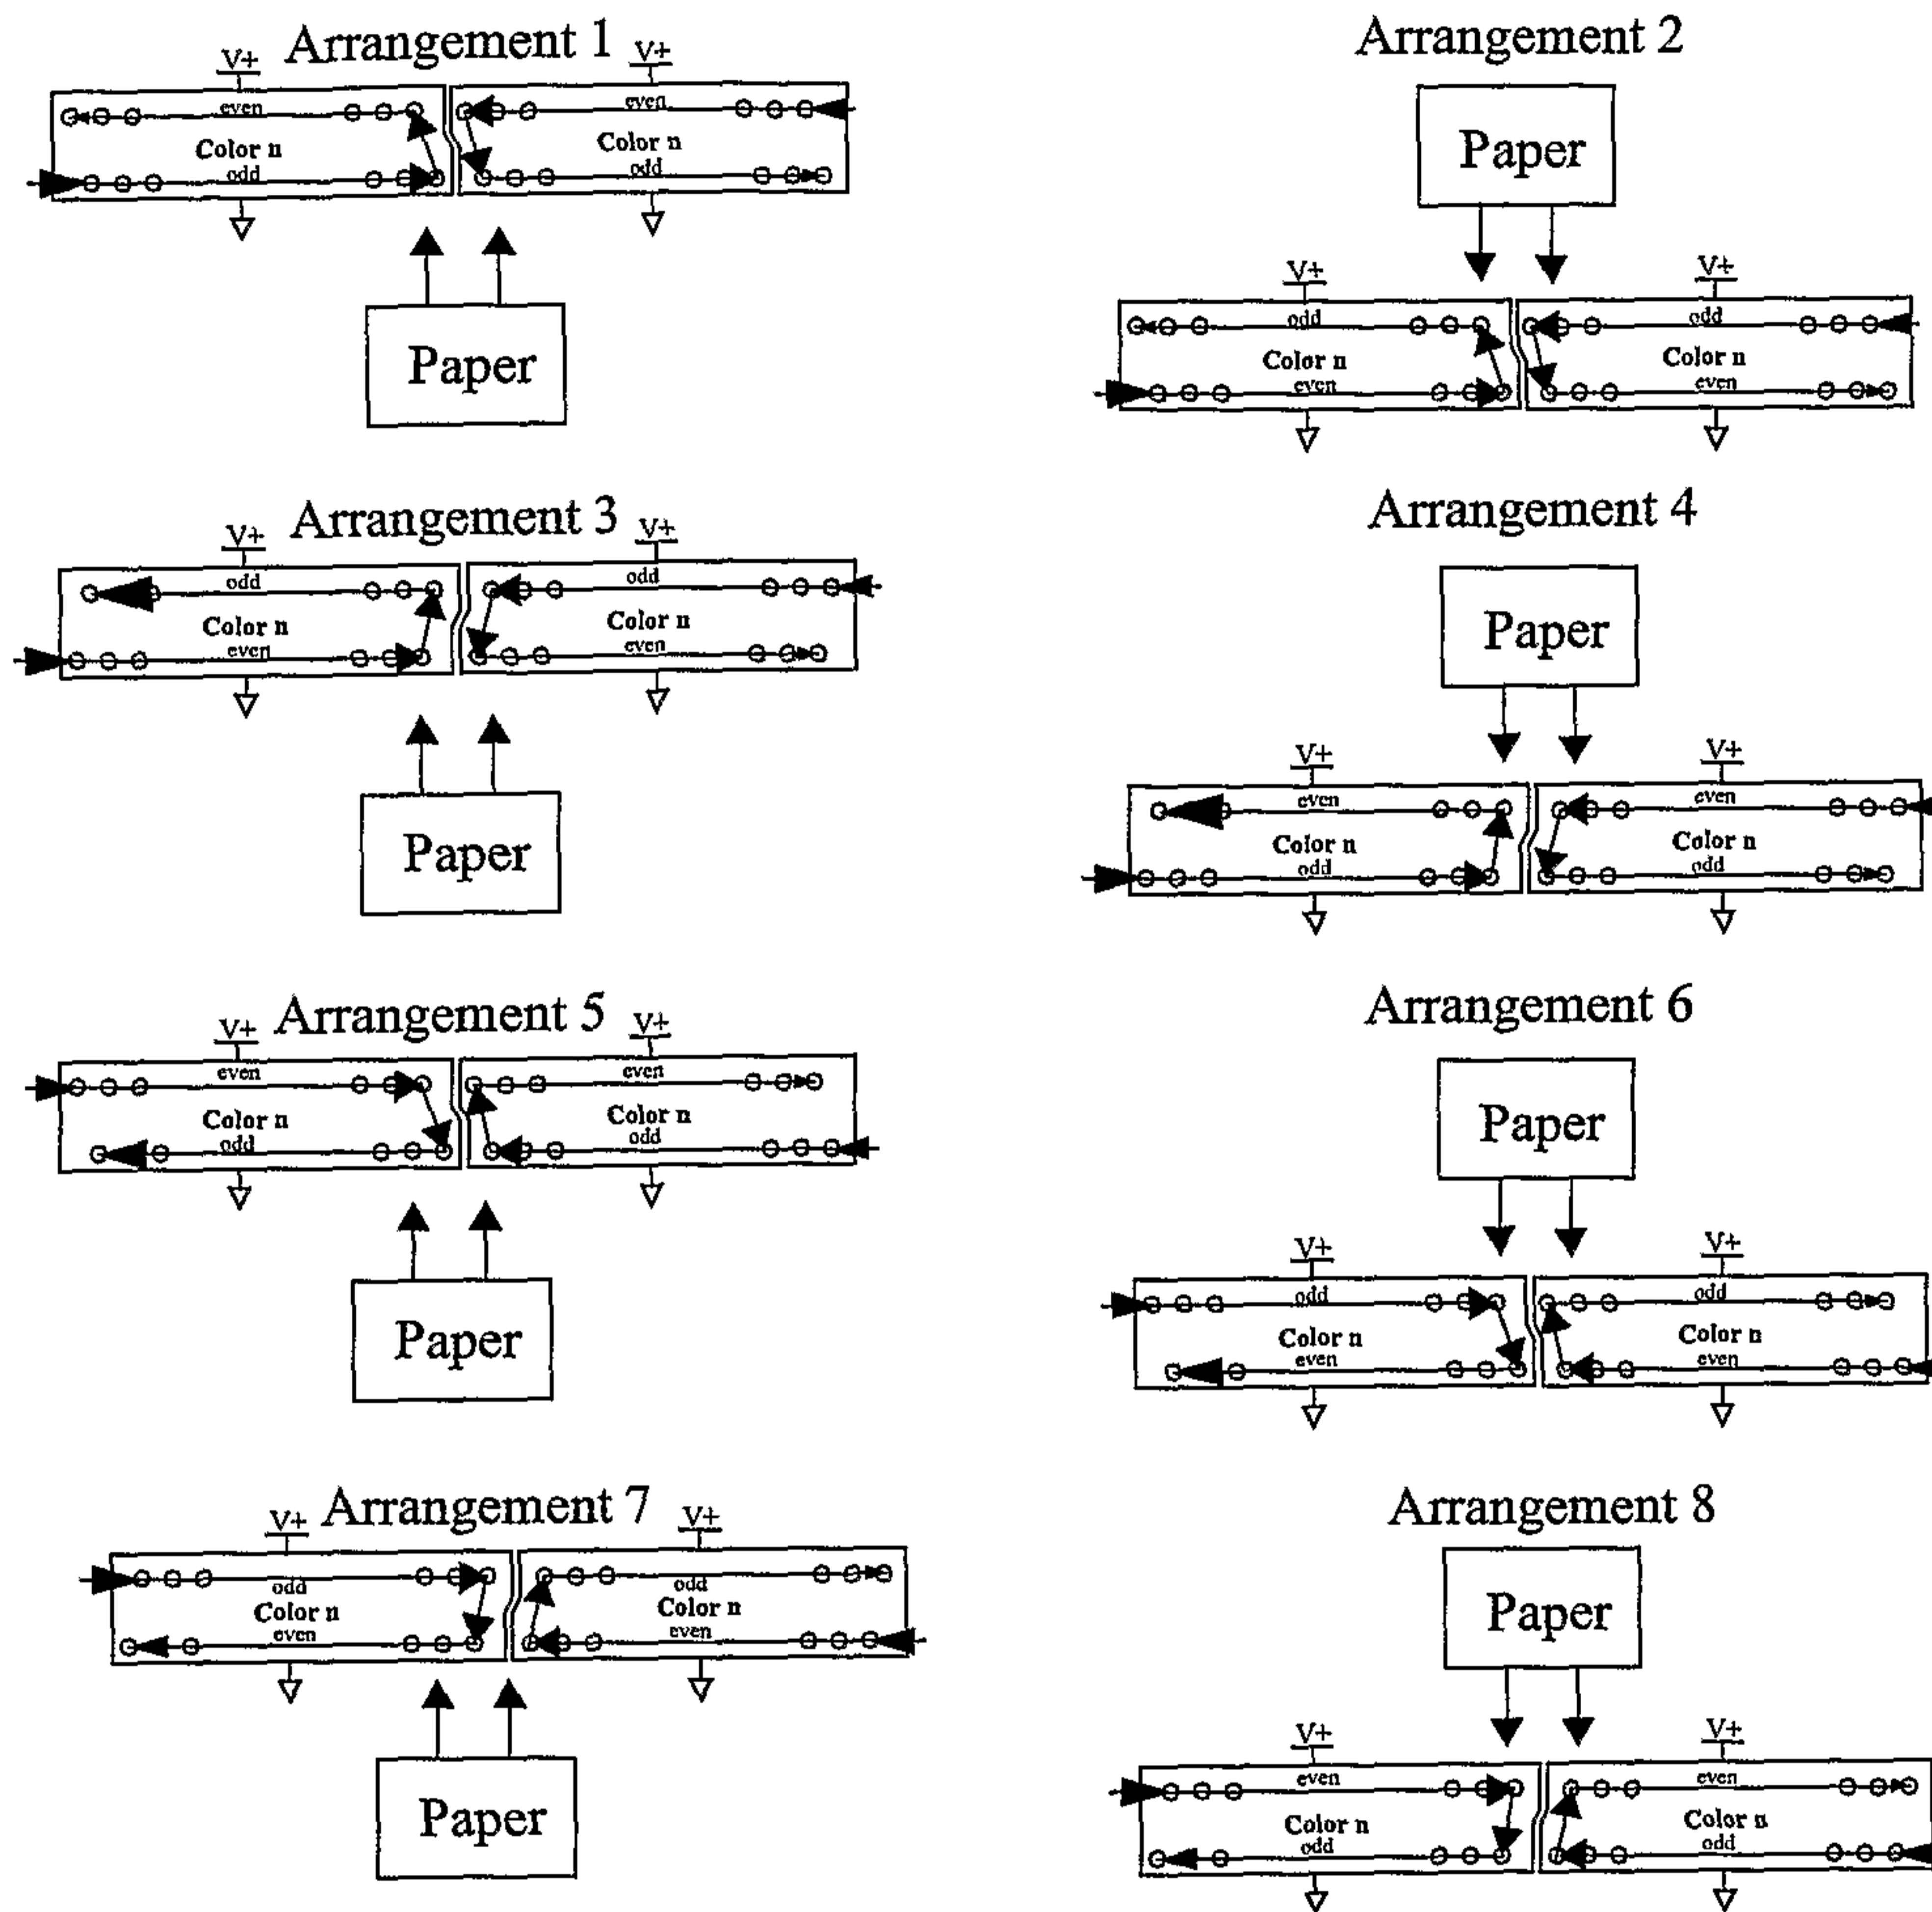 Arrangement 1
V+ V+
even even
Color n Color n
odd odd
Paper
Arrangement 2
Paper
V+ V+
odd odd
Color n Color n
even even
Arrangement 3
V+ V+
odd odd
Color n Color n
even even
Paper
Arrangement 4
Paper
V+ V+
even even
Color n Color n
odd odd
Arrangement 5
V+ V+
even even
Color n Color n
odd odd
Paper
Arrangement 6
Paper
V+ V+
odd odd
Color n Color n
even even
Arrangement 7
V+ V+
odd odd
Color n Color n
even even
Paper
Arrangement 8
Paper
V+ V+
even even
Color n Color n
odd odd